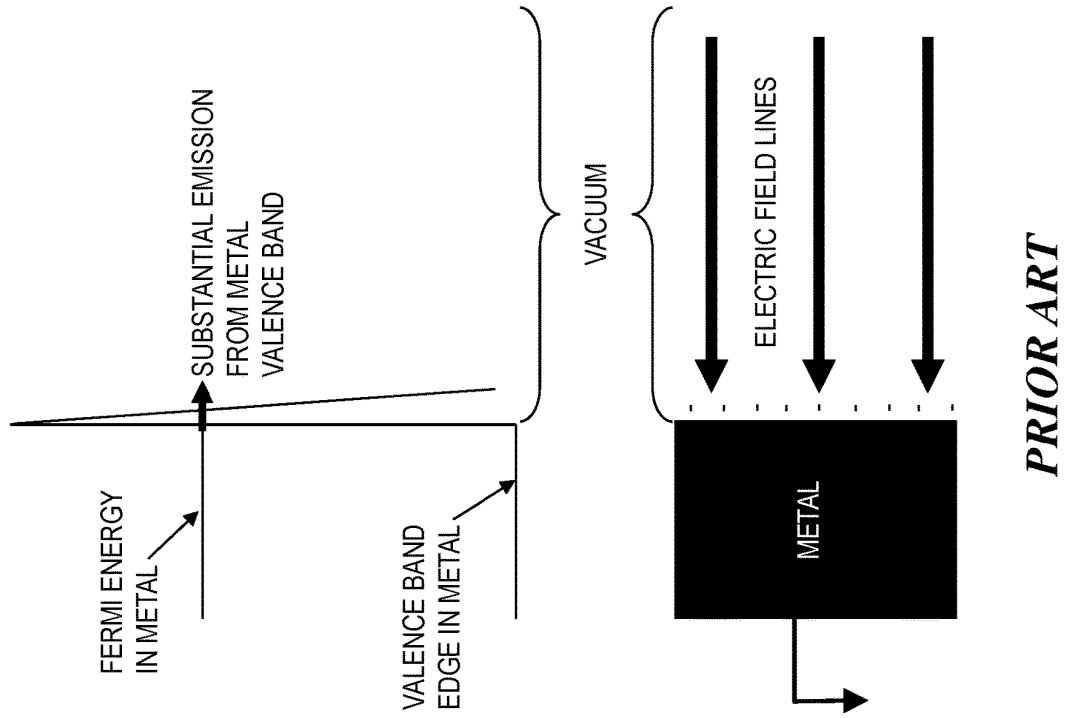 FERMI ENERGY
IN METAL
SUBSTANTIAL EMISSION
FROM METAL
VALENCE BAND
VALENCE BAND
EDGE IN METAL
VACUUM
ELECTRIC FIELD LINES
METAL
PRIOR ART